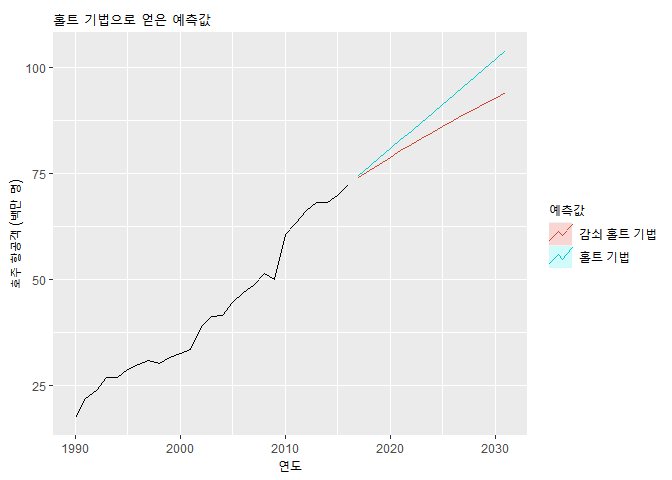 홀트 기법으로 얻은 예측값
호주 항공객 (백만 명)
100
75
50
25
1990
2000
2010
2020
2030
연도
예측값
감쇠 홀트 기법
홀트 기법